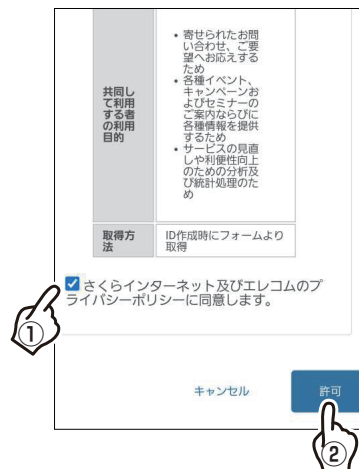 共同し
て利用
する者
の利用
目的
• 寄せられたお問
い合わせ、ご要
望へお応えする
ため
• 各種イベント、
キャンペーンお
よびセミナーの
ご案内ならびに
各種情報を提供
するため
• サービスの見直
しや利便性向上
のための分析及
び統計処理のた
め
取得方
法
ID作成時にフォームより
取得
さくらインターネット及びエレコムのプ
ライバシーポリシーに同意します。
①
キャンセル
許可
②